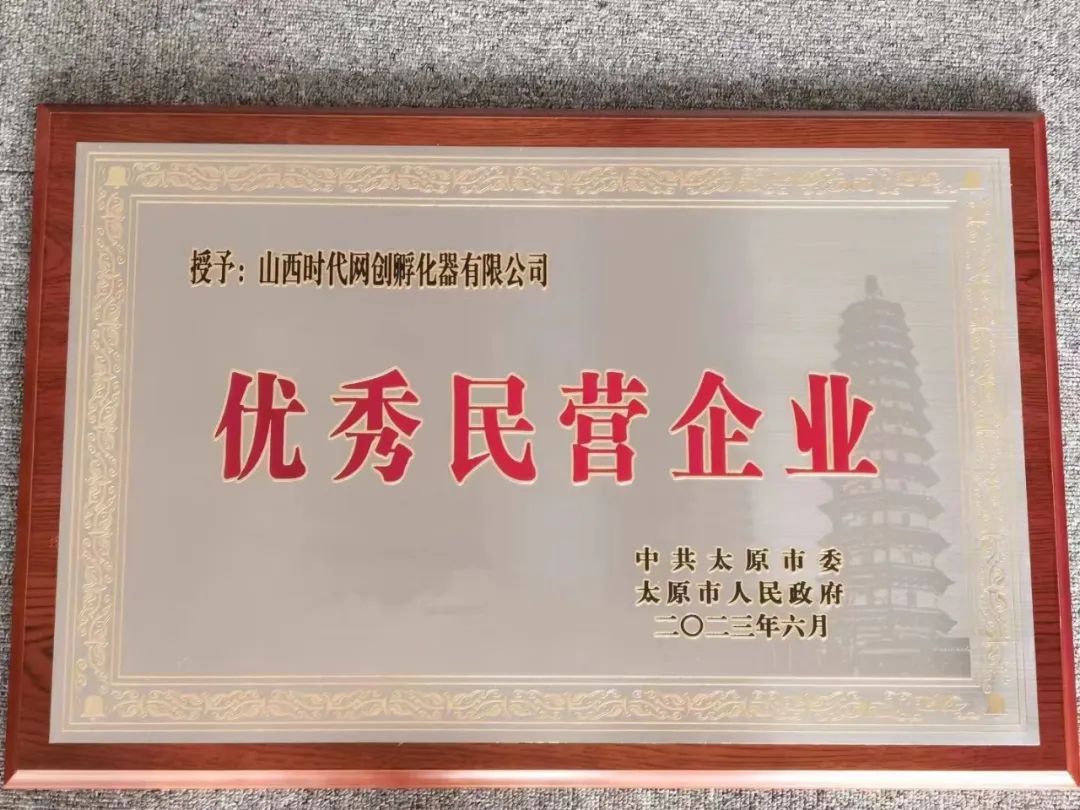 授予：山西时代网创孵化器有限公司
优秀民营企业
中共太原市委
太原市人民政府
二〇二三年六月